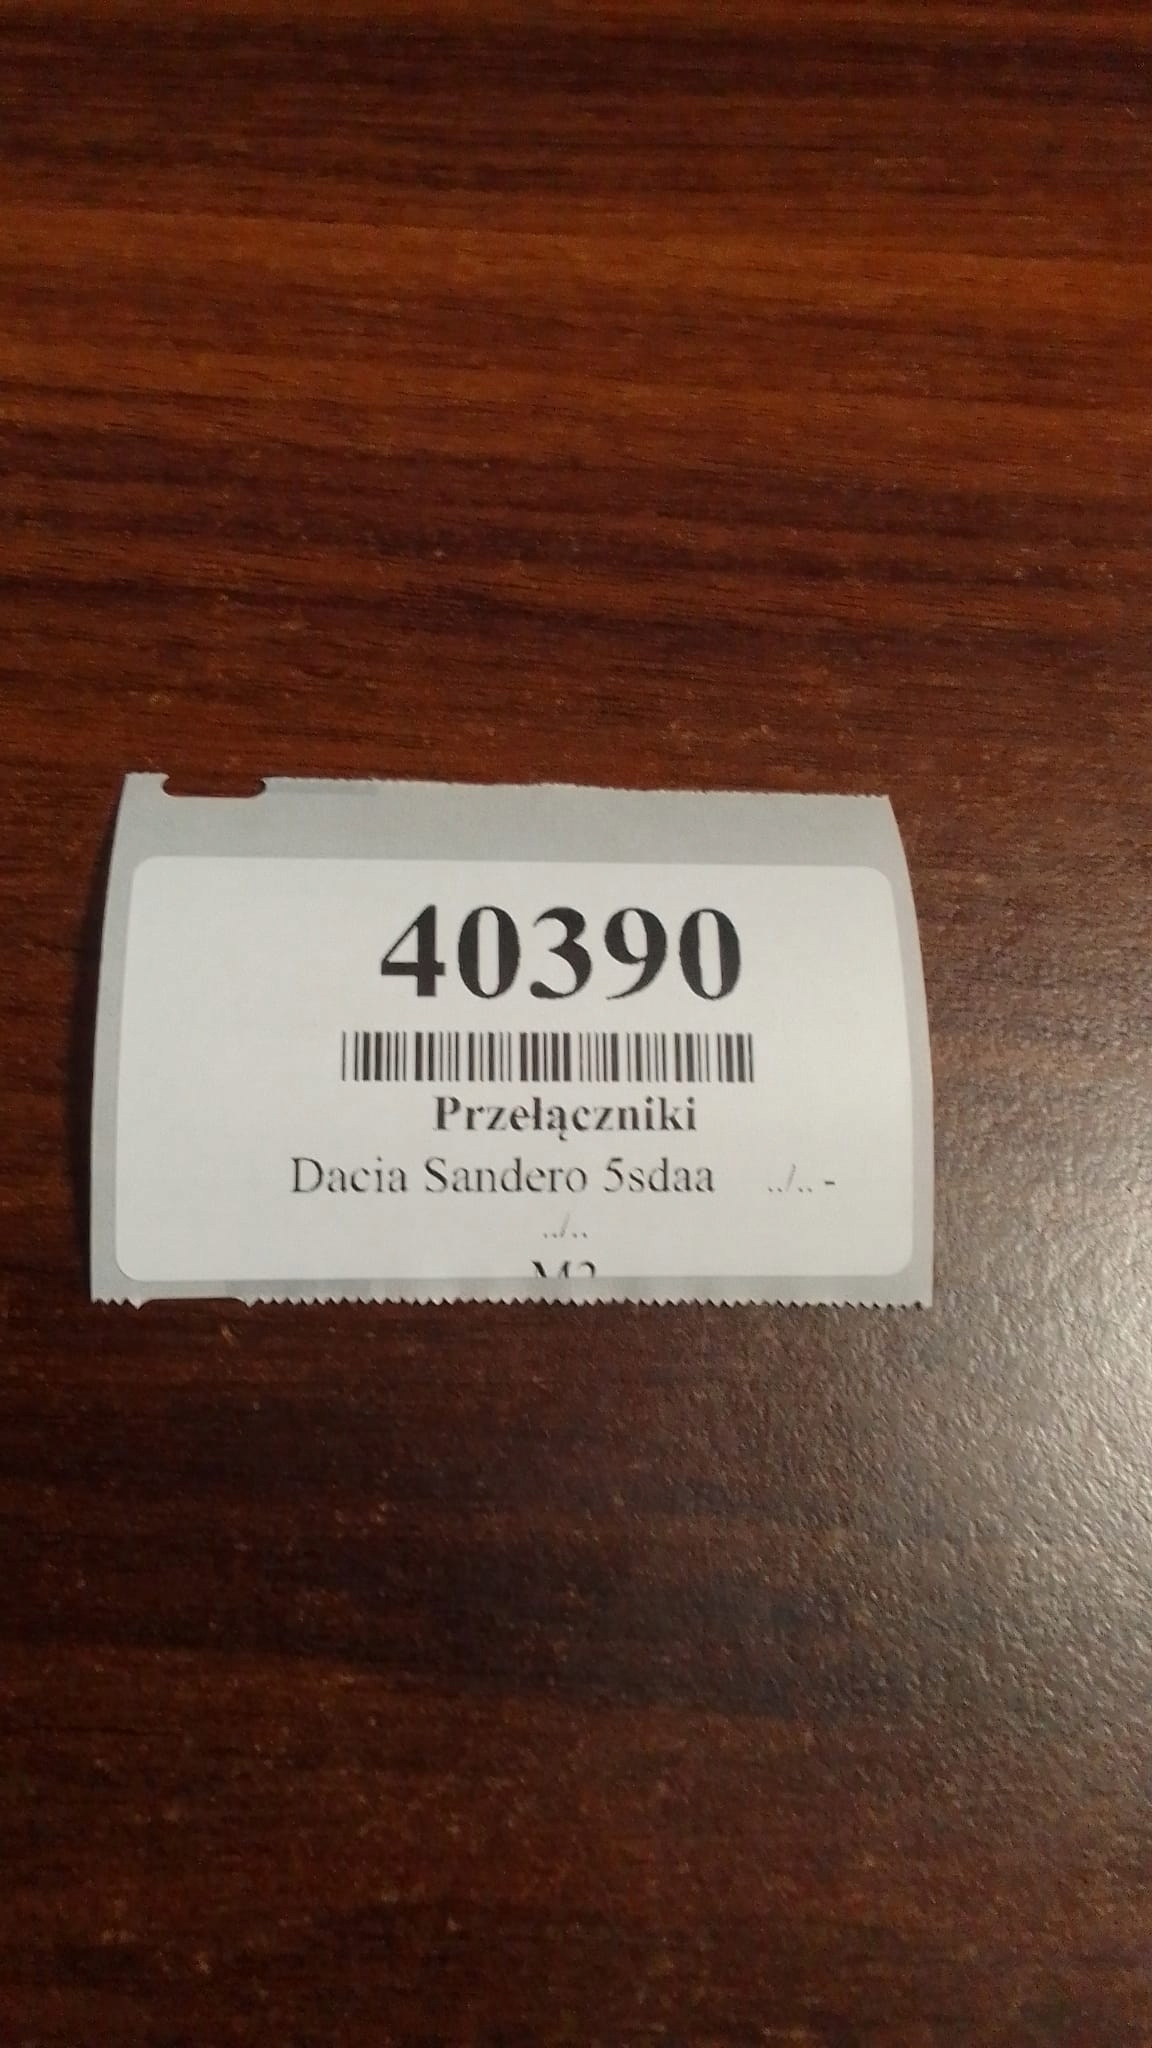 40390
Przełączniki
Dacia Sandero 5sdaa ../.. -
../..